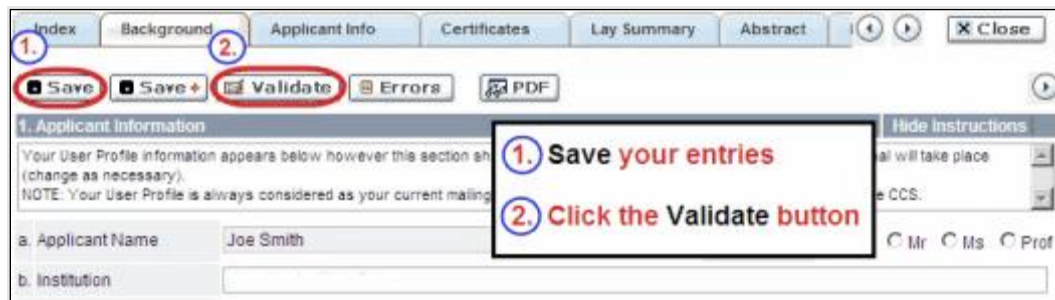 Index Background Applicant Info Certificates Lay Summary Abstract Close
1. 2.
Save Save+ Validate Errors PDF
1. Applicant Information Hide Instructions
Your User Profile information appears below however this section sh al will take place
(change as necessary).
NOTE: Your User Profile is always considered as your current mailing e CCS.
1. Save your entries
2. Click the Validate button
a. Applicant Name Joe Smith Mr Ms Prof
b. Institution